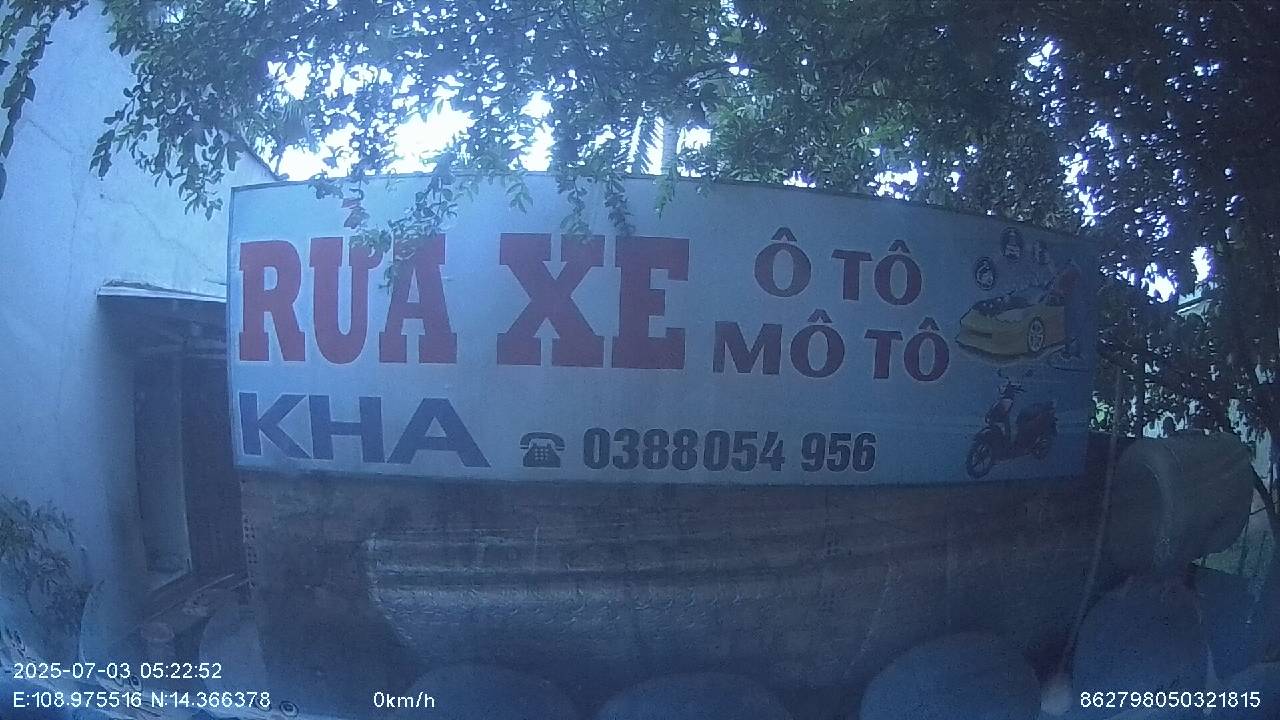 RỬA XE
Ô TÔ
MÔ TÔ
KHA
0388054 956
2025-07-03 05:22:52
E:108.975516 N:14.366378
0km/h
862798050321815